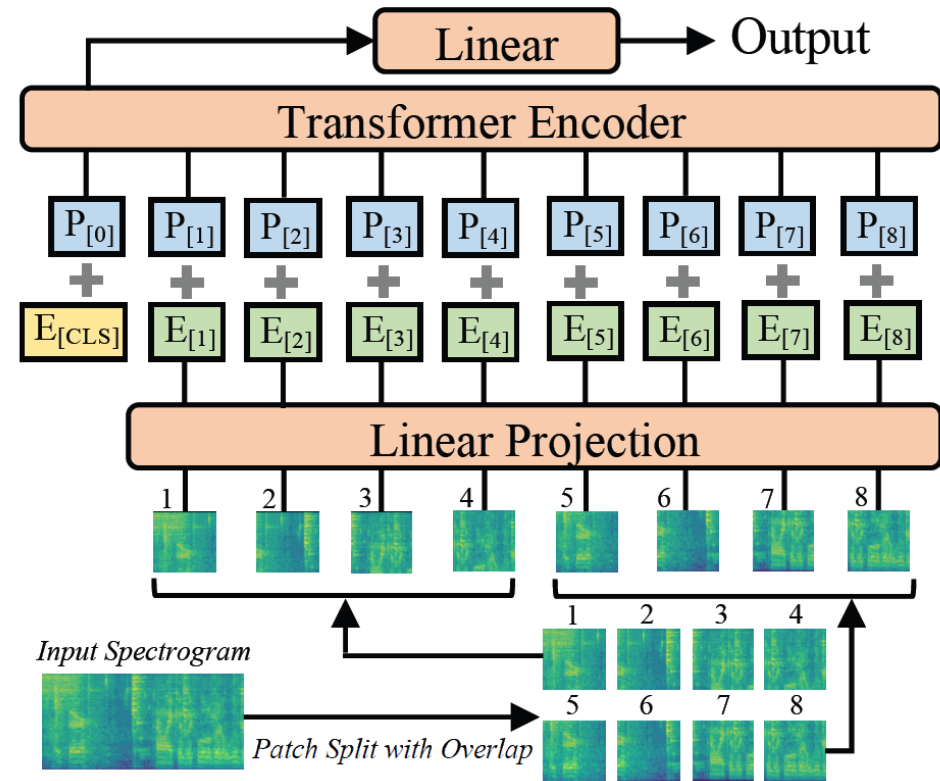 Linear Output
Transformer Encoder
P[0] P[1] P[2] P[3] P[4] P[5] P[6] P[7] P[8]
E[CLS] E[1] E[2] E[3] E[4] E[5] E[6] E[7] E[8]
Linear Projection
1 2 3 4 5 6 7 8
1 2 3 4
Input Spectrogram
5 6 7 8
Patch Split with Overlap